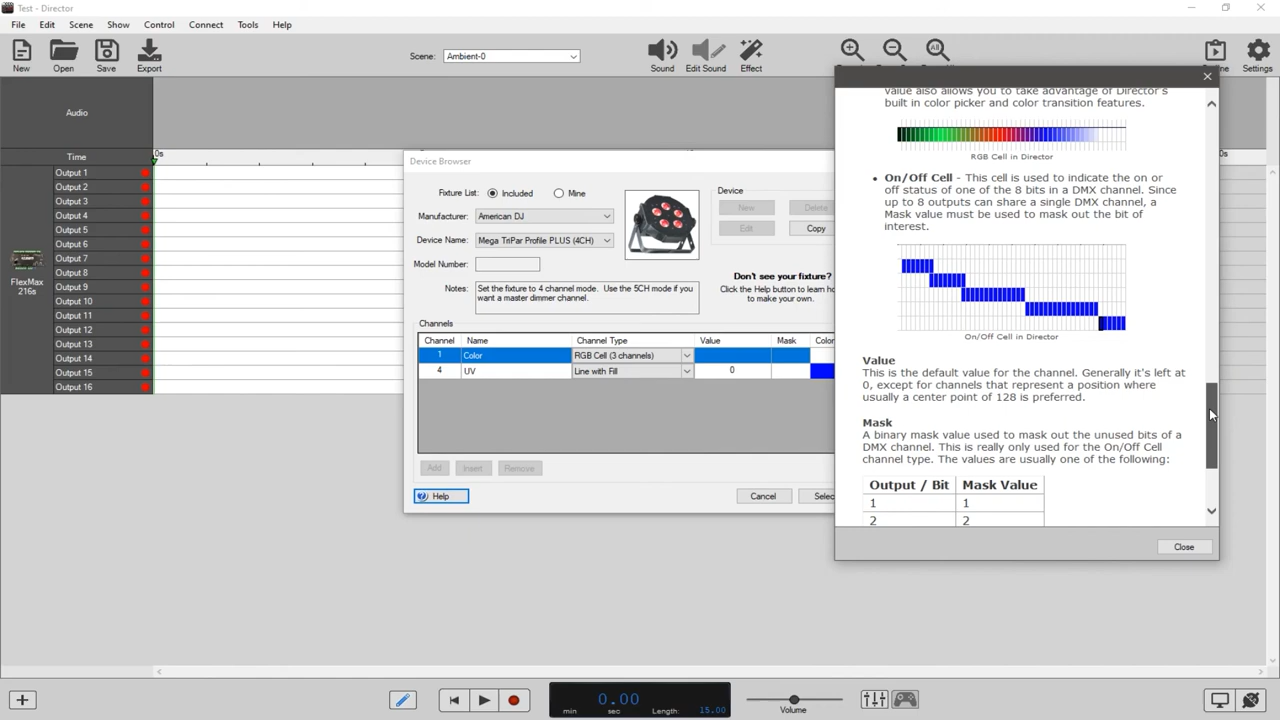 Test - Director
File Edit Scene Show Control Connect Tools Help
New Open Save Export Scene: Ambient-0 Sound Edit Sound Effect All Settings
Audio
Time 0s 0s
Output 1
Output 2
Output 3
Output 4
Output 5
Output 6
Output 7
Output 8
Output 9
Output 10
Output 11
Output 12
Output 13
Output 14
Output 15
Output 16
FlexMax
216s
Device Browser
Fixture List: Included Mine
Manufacturer: American DJ
Device Name: Mega TriPar Profile PLUS (4CH)
Model Number:
Notes: Set the fixture to 4 channel mode. Use the 5CH mode if you
want a master dimmer channel.
Device
New Delete
Edit Copy
Don't see your fixture?
Click the Help button to learn ho
to make your own.
Channels
Channel Name Channel Type Value Mask Color
1 Color RGB Cell (3 channels)
4 UV Line with Fill 0
Add Insert Remove
Help Cancel Selec
value also allows you to take advantage of Director's
built in color picker and color transition features.
RGB Cell in Director
• On/Off Cell - This cell is used to indicate the on or
off status of one of the 8 bits in a DMX channel. Since
up to 8 outputs can share a single DMX channel, a
Mask value must be used to mask out the bit of
interest.
On/Off Cell in Director
Value
This is the default value for the channel. Generally it's left at
0, except for channels that represent a position where
usually a center point of 128 is preferred.
Mask
A binary mask value used to mask out the unused bits of a
DMX channel. This is really only used for the On/Off Cell
channel type. The values are usually one of the following:
Output / Bit Mask Value
1 1
2 2
Close
0.00
min sec Length: 15.00
Volume